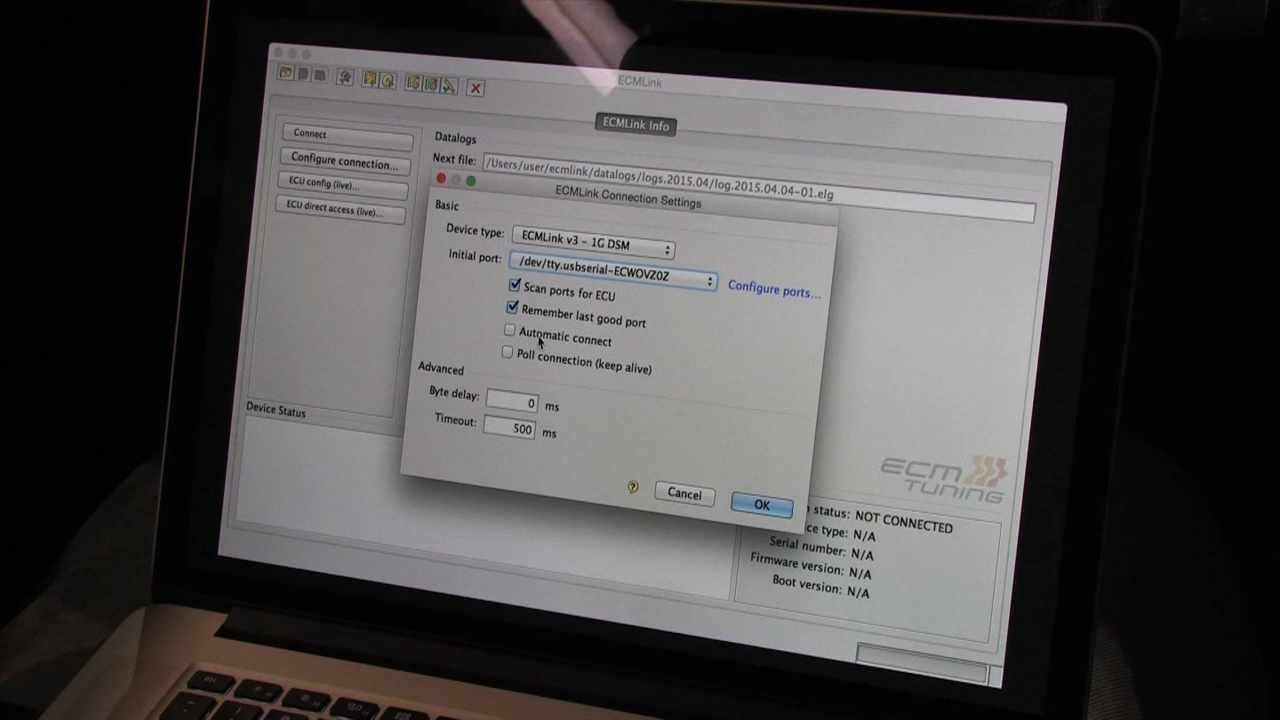 ECMLink
ECMLink Info
Connect
Configure connection...
ECU config (live)...
ECU direct access (live)...
Datalogs
Next file: /Users/user/ecmlink/datalogs/logs.2015.04/log.2015.04.04-01.elg
ECMLink Connection Settings
Basic
Device type: ECMLink v3 - 1G DSM
Initial port: /dev/tty.usbserial-ECWOVZ0Z Configure ports...
Scan ports for ECU
Remember last good port
Automatic connect
Poll connection (keep alive)
Advanced
Byte delay: 0 ms
Timeout: 500 ms
? Cancel OK
Device Status
ECM
TUNING
status: NOT CONNECTED
ce type: N/A
Serial number: N/A
Firmware version: N/A
Boot version: N/A
esc